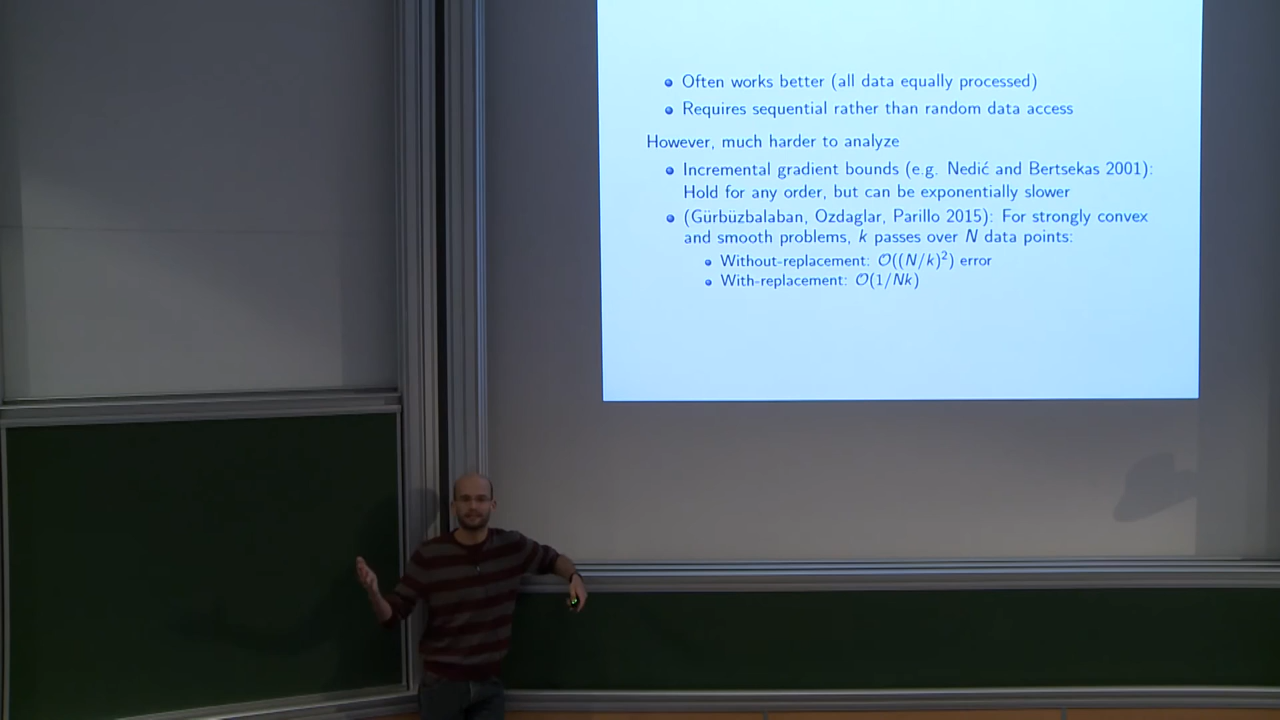 Often works better (all data equally processed)
Requires sequential rather than random data access
However, much harder to analyze
Incremental gradient bounds (e.g. Nedić and Bertsekas 2001):
Hold for any order, but can be exponentially slower
(Gürbüzbalaban, Ozdaglar, Parillo 2015): For strongly convex
and smooth problems, k passes over N data points:
Without-replacement: O((N/k)²) error
With-replacement: O(1/Nk)